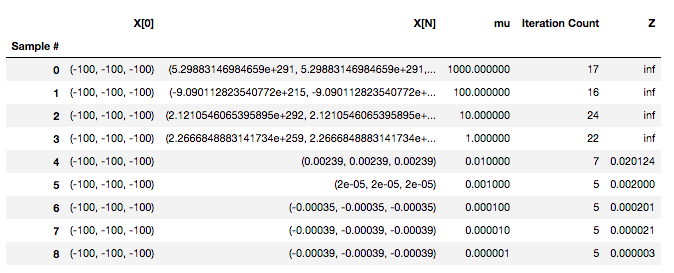 X[0] X[N] mu Iteration Count Z
Sample #
0 (-100, -100, -100) (5.29883146984659e+291, 5.29883146984659e+291,... 1000.000000 17 inf
1 (-100, -100, -100) (-9.090112823540772e+215, -9.090112823540772e+... 100.000000 16 inf
2 (-100, -100, -100) (2.1210546065395895e+292, 2.1210546065395895e+... 10.000000 24 inf
3 (-100, -100, -100) (2.2666848883141734e+259, 2.2666848883141734e+... 1.000000 22 inf
4 (-100, -100, -100) (0.00239, 0.00239, 0.00239) 0.010000 7 0.020124
5 (-100, -100, -100) (2e-05, 2e-05, 2e-05) 0.001000 5 0.002000
6 (-100, -100, -100) (-0.00035, -0.00035, -0.00035) 0.000100 5 0.000201
7 (-100, -100, -100) (-0.00039, -0.00039, -0.00039) 0.000010 5 0.000021
8 (-100, -100, -100) (-0.00039, -0.00039, -0.00039) 0.000001 5 0.000003